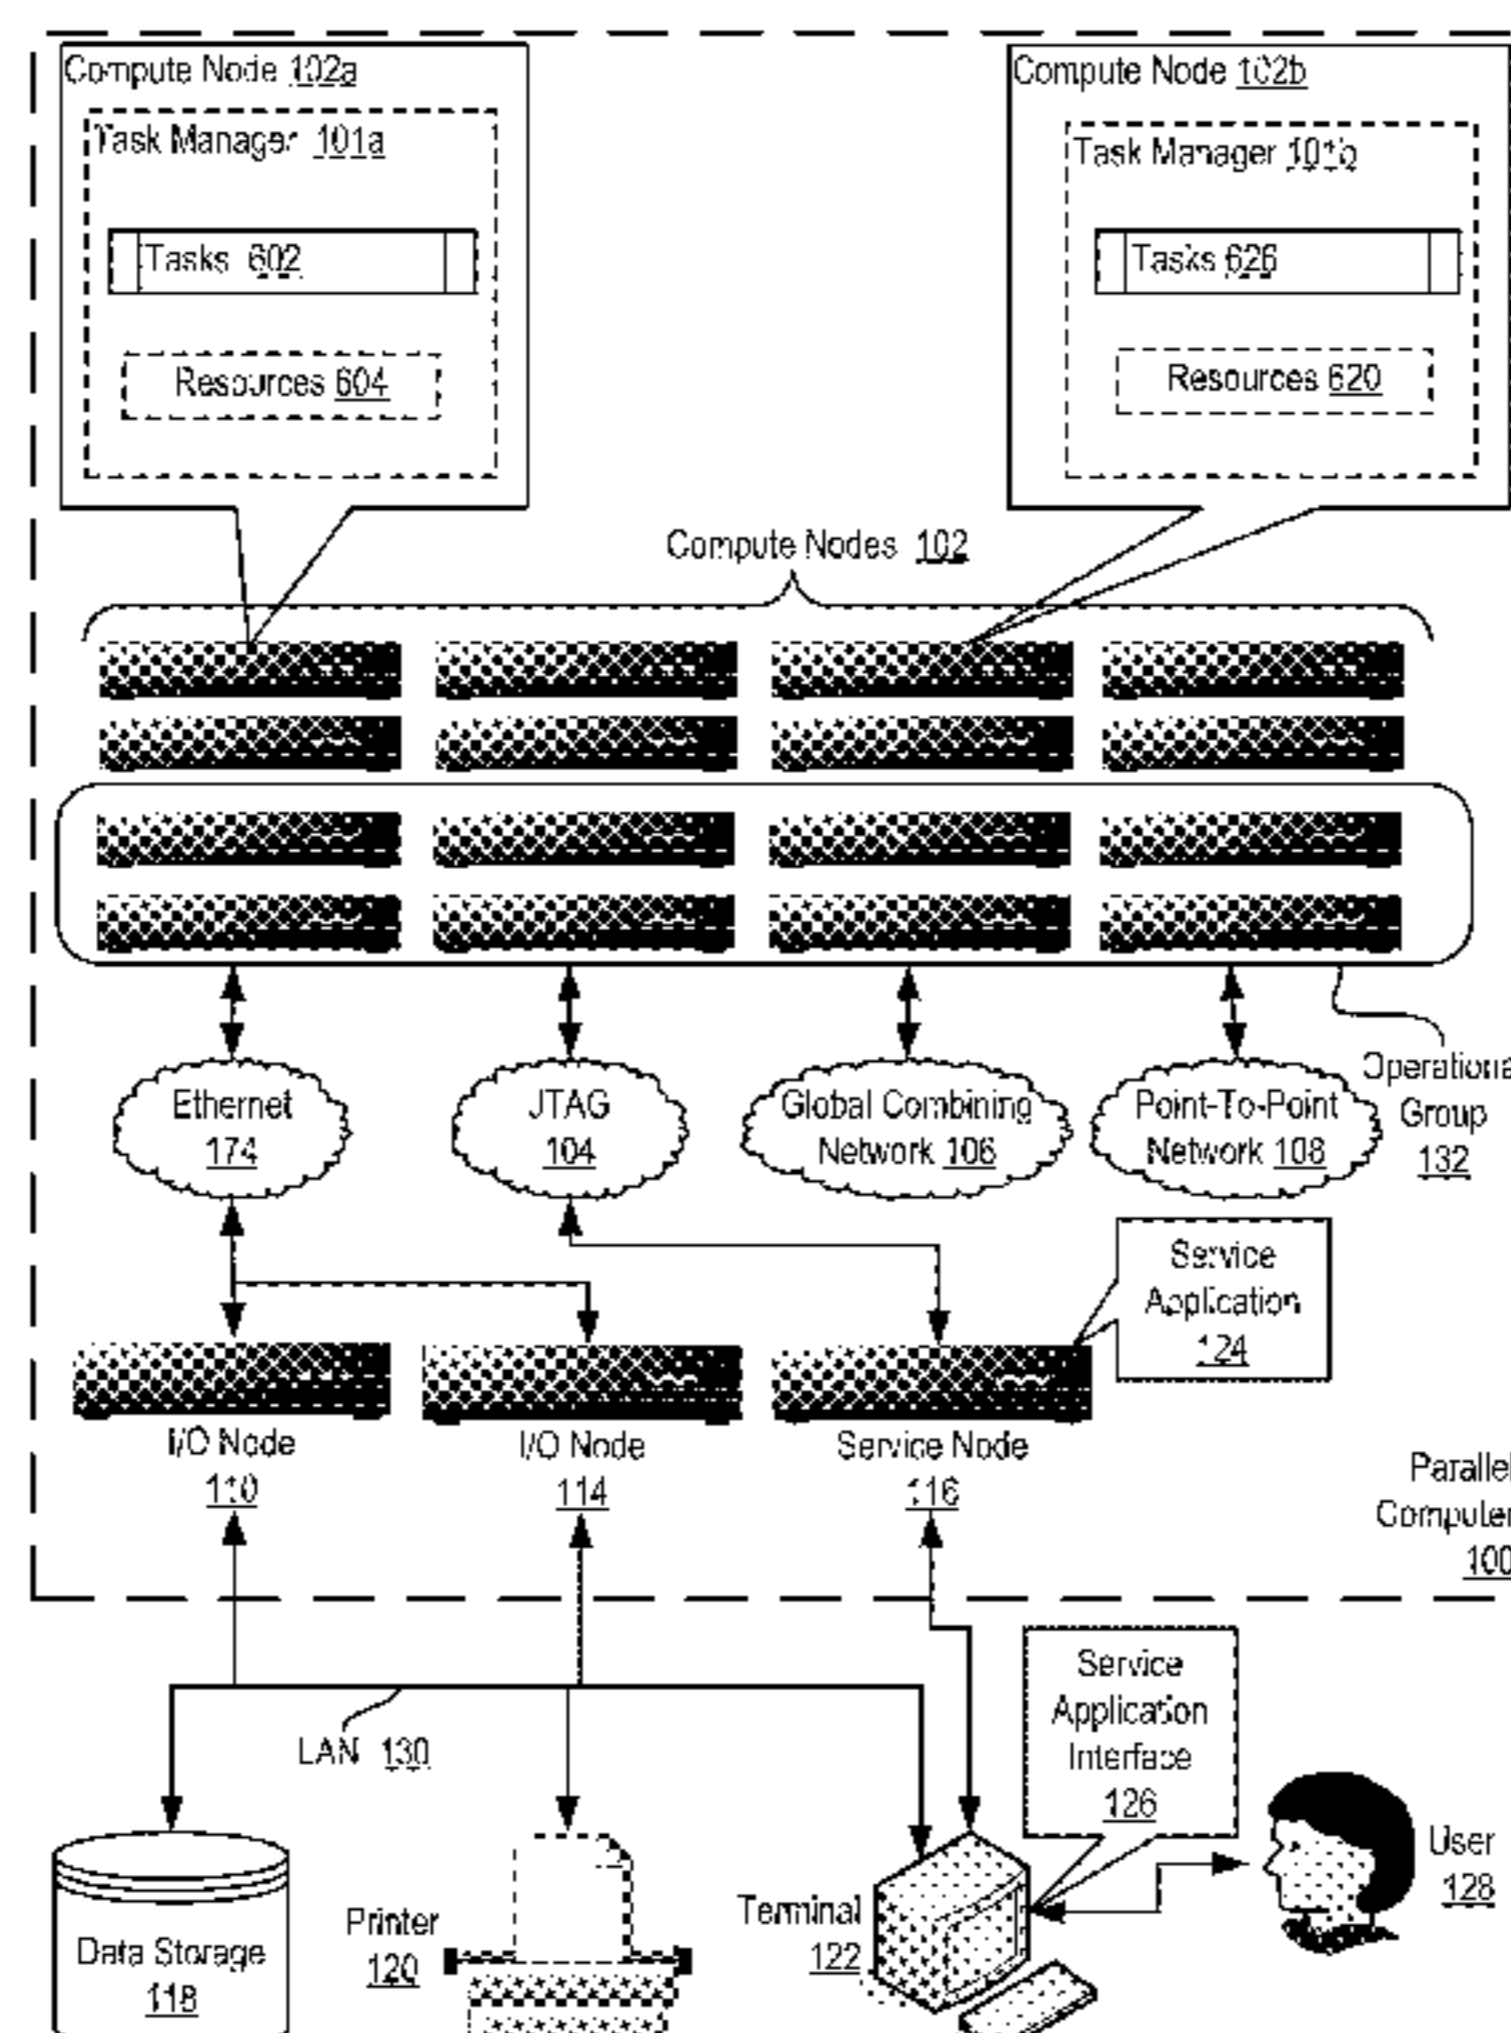 Compute Node 102a
Task Manager 101a
Tasks 602
Resources 604
Compute Node 102b
Task Manager 101b
Tasks 626
Resources 620
Compute Nodes 102
Ethernet
174
JTAG
104
Global Combining
Network 106
Point-To-Point
Network 108
Operationa
Group
132
Service
Application
124
I/O Node
110
I/O Node
114
Service Node
116
Parallel
Computer
100
LAN 130
Service
Application
Interface
126
Data Storage
118
Printer
120
Terminal
122
User
128